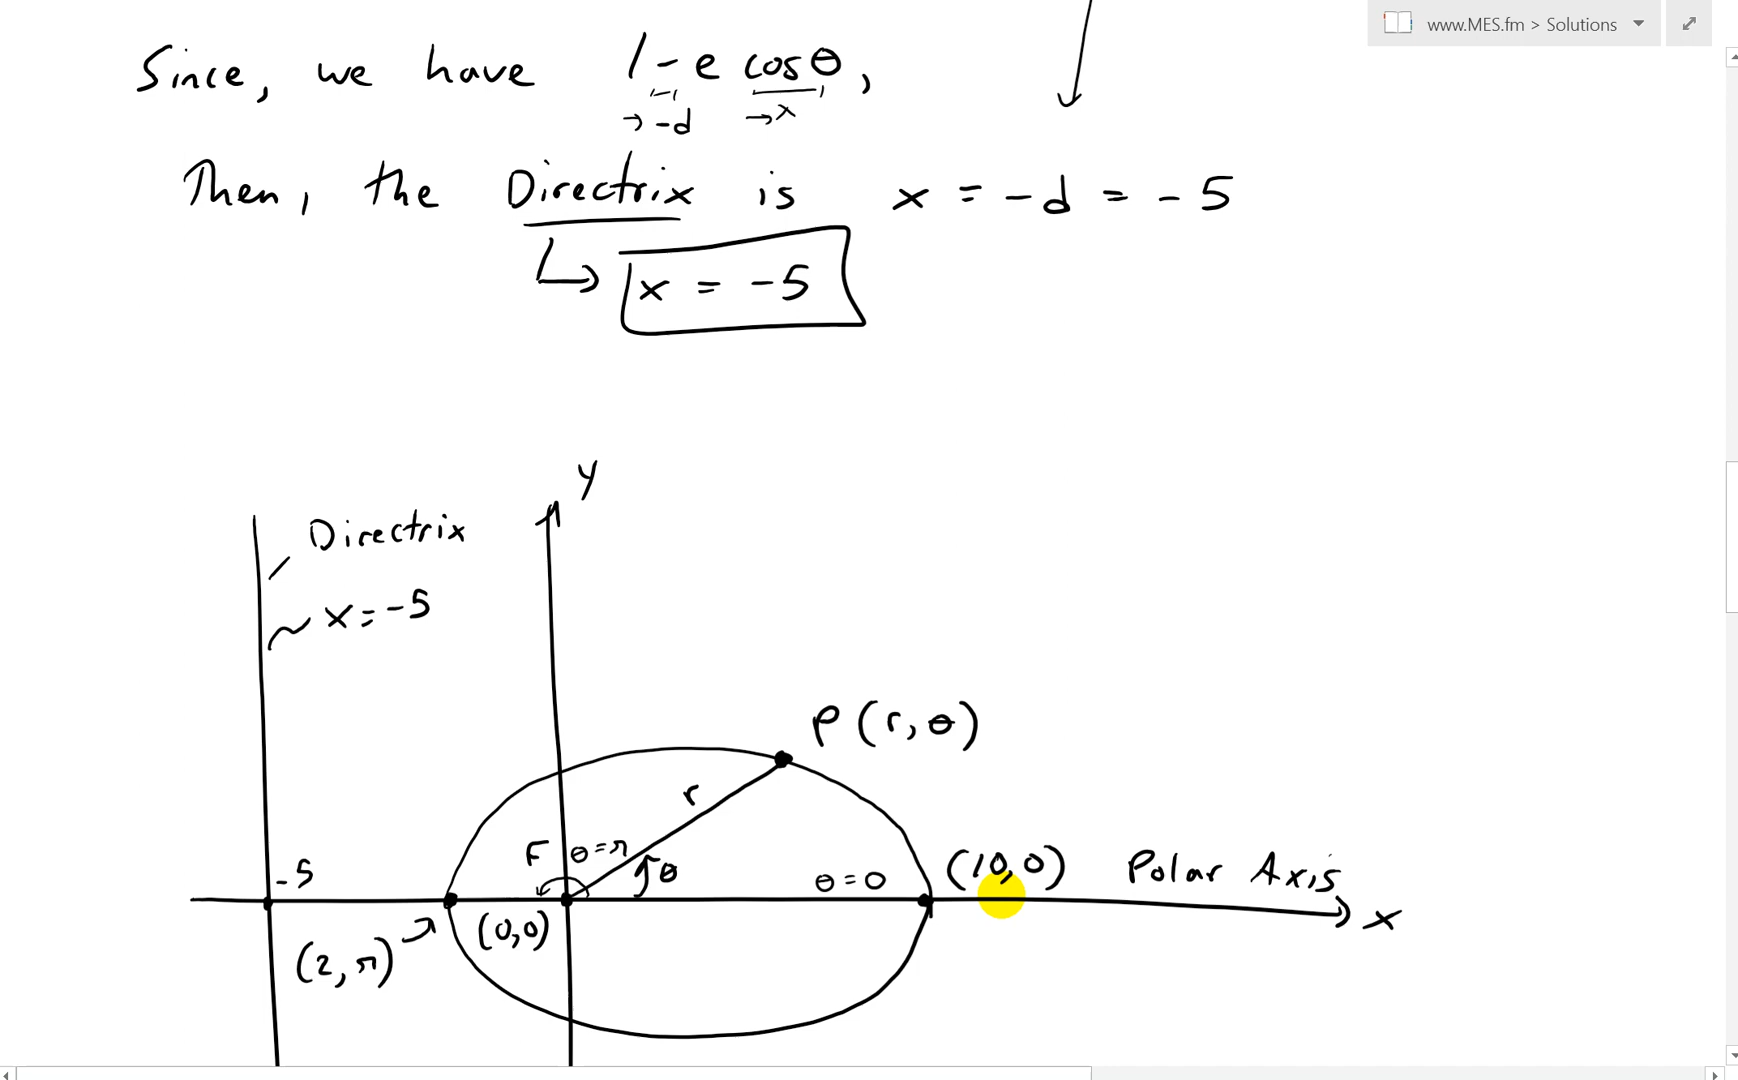 www.MES.fm > Solutions
Since, we have 1 - e cosθ,
→ -d → x
Then, the Directrix is x = -d = -5
x = -5
y
Directrix
x = -5
P(r, θ)
r
F θ = π
θ
θ = 0
(10, 0) Polar Axis
-5
(0, 0)
x
(2, π)